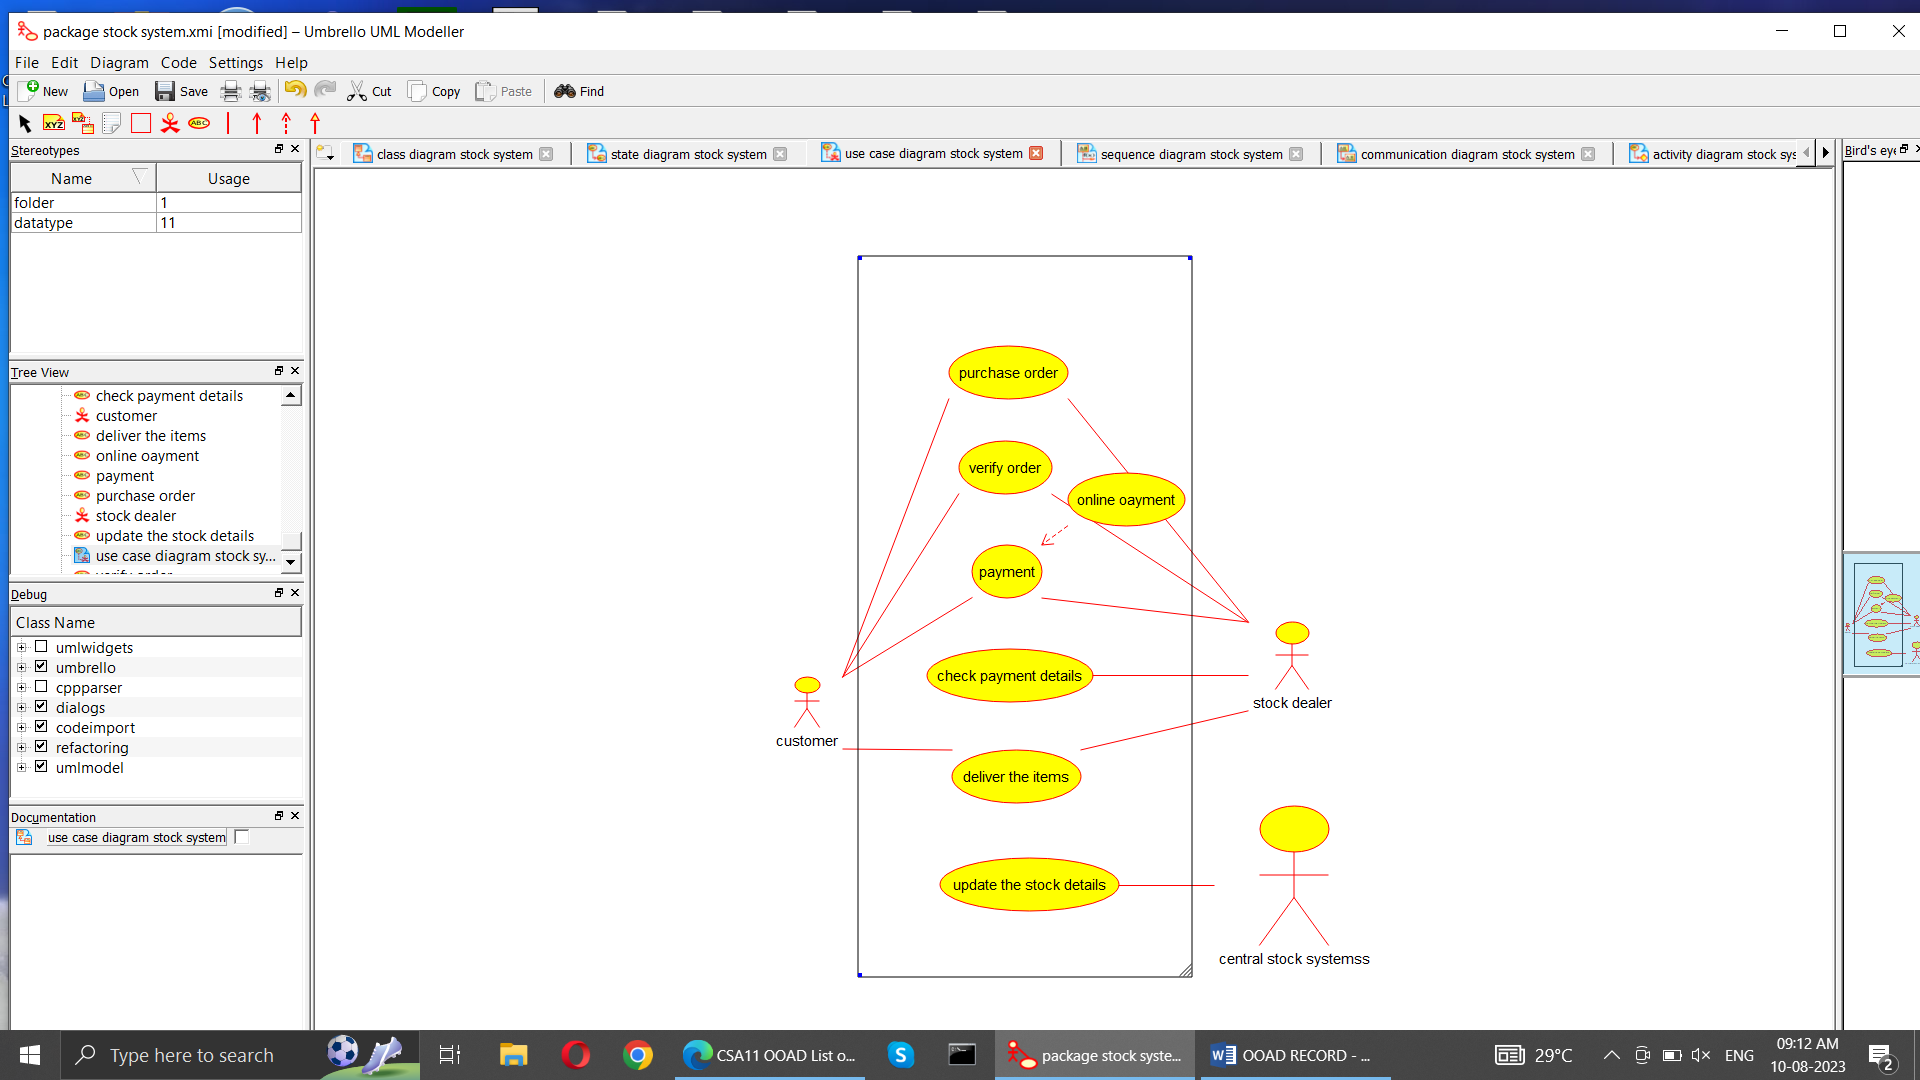 package stock system.xmi [modified] – Umbrello UML Modeller
File Edit Diagram Code Settings Help
New Open Save Cut Copy Paste Find
XYZ XYZ ABC
Stereotypes
Name Usage
folder 1
datatype 11
Tree View
check payment details
customer
deliver the items
online oayment
payment
purchase order
stock dealer
update the stock details
use case diagram stock sy...
verify order
Debug
Class Name
umlwidgets
umbrello
cppparser
dialogs
codeimport
refactoring
umlmodel
Documentation
use case diagram stock system
class diagram stock system state diagram stock system use case diagram stock system sequence diagram stock system communication diagram stock system activity diagram stock sys
Bird's eye
purchase order
verify order
online oayment
payment
check payment details
stock dealer
customer
deliver the items
update the stock details
central stock systemss
Type here to search
CSA11 OOAD List o...
package stock syste...
OOAD RECORD - ...
29°C
ENG
09:12 AM
10-08-2023
2